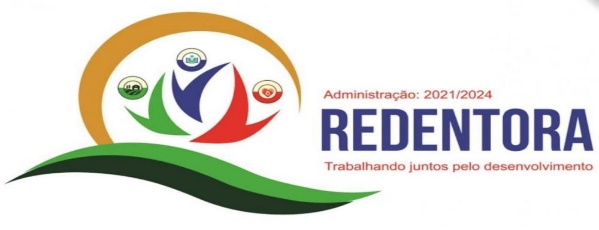 Administração: 2021/2024
REDENTORA
Trabalhando juntos pelo desenvolvimento